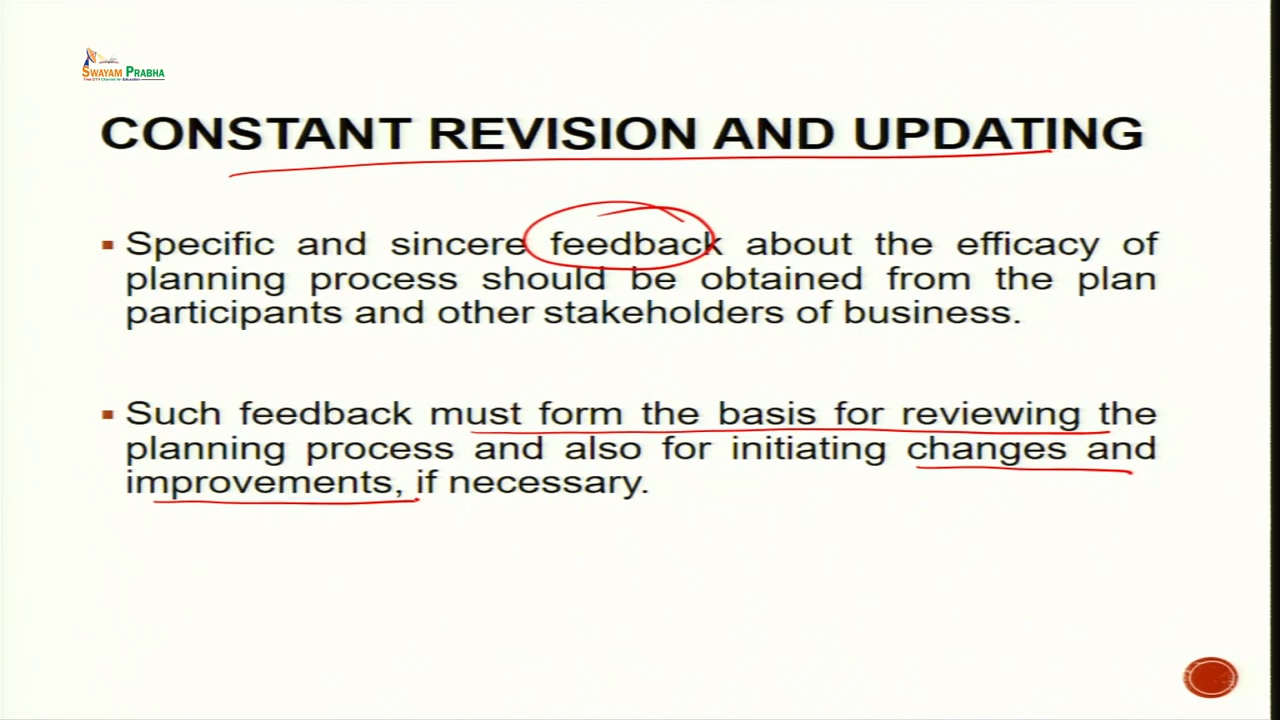 SWAYAM PRABHA
CONSTANT REVISION AND UPDATING
Specific and sincere feedback about the efficacy of
planning process should be obtained from the plan
participants and other stakeholders of business.
Such feedback must form the basis for reviewing the
planning process and also for initiating changes and
improvements, if necessary.